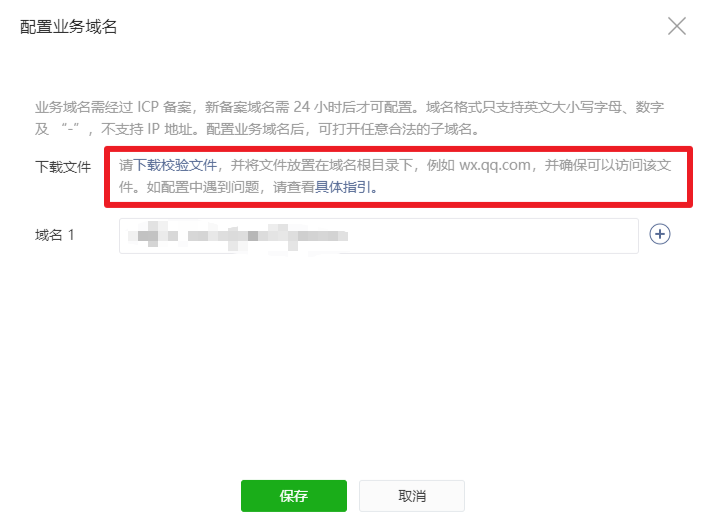 配置业务域名
业务域名需经过 ICP 备案，新备案域名需 24 小时后才可配置。域名格式只支持英文大小写字母、数字
及 “-”，不支持 IP 地址。配置业务域名后，可打开任意合法的子域名。
下载文件
请下载校验文件，并将文件放置在域名根目录下，例如 wx.qq.com，并确保可以访问该文
件。如配置中遇到问题，请查看具体指引。
域名 1
保存
取消